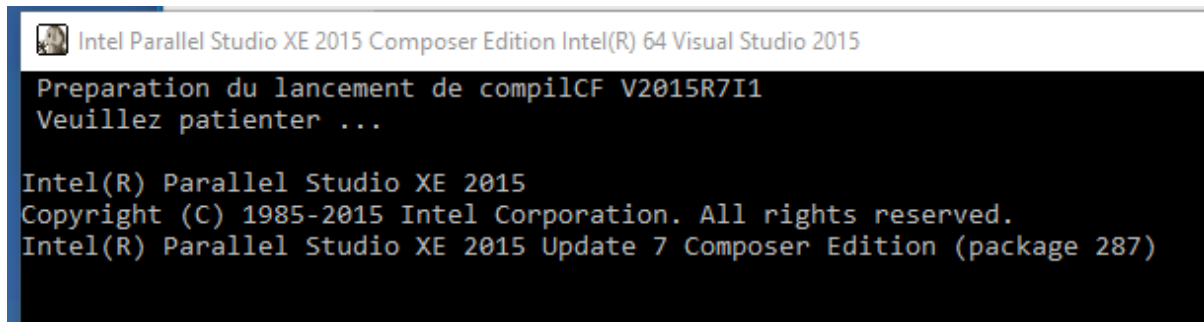 Intel Parallel Studio XE 2015 Composer Edition Intel(R) 64 Visual Studio 2015
Preparation du lancement de compilCF V2015R7I1
Veuillez patienter ...
Intel(R) Parallel Studio XE 2015
Copyright (C) 1985-2015 Intel Corporation. All rights reserved.
Intel(R) Parallel Studio XE 2015 Update 7 Composer Edition (package 287)